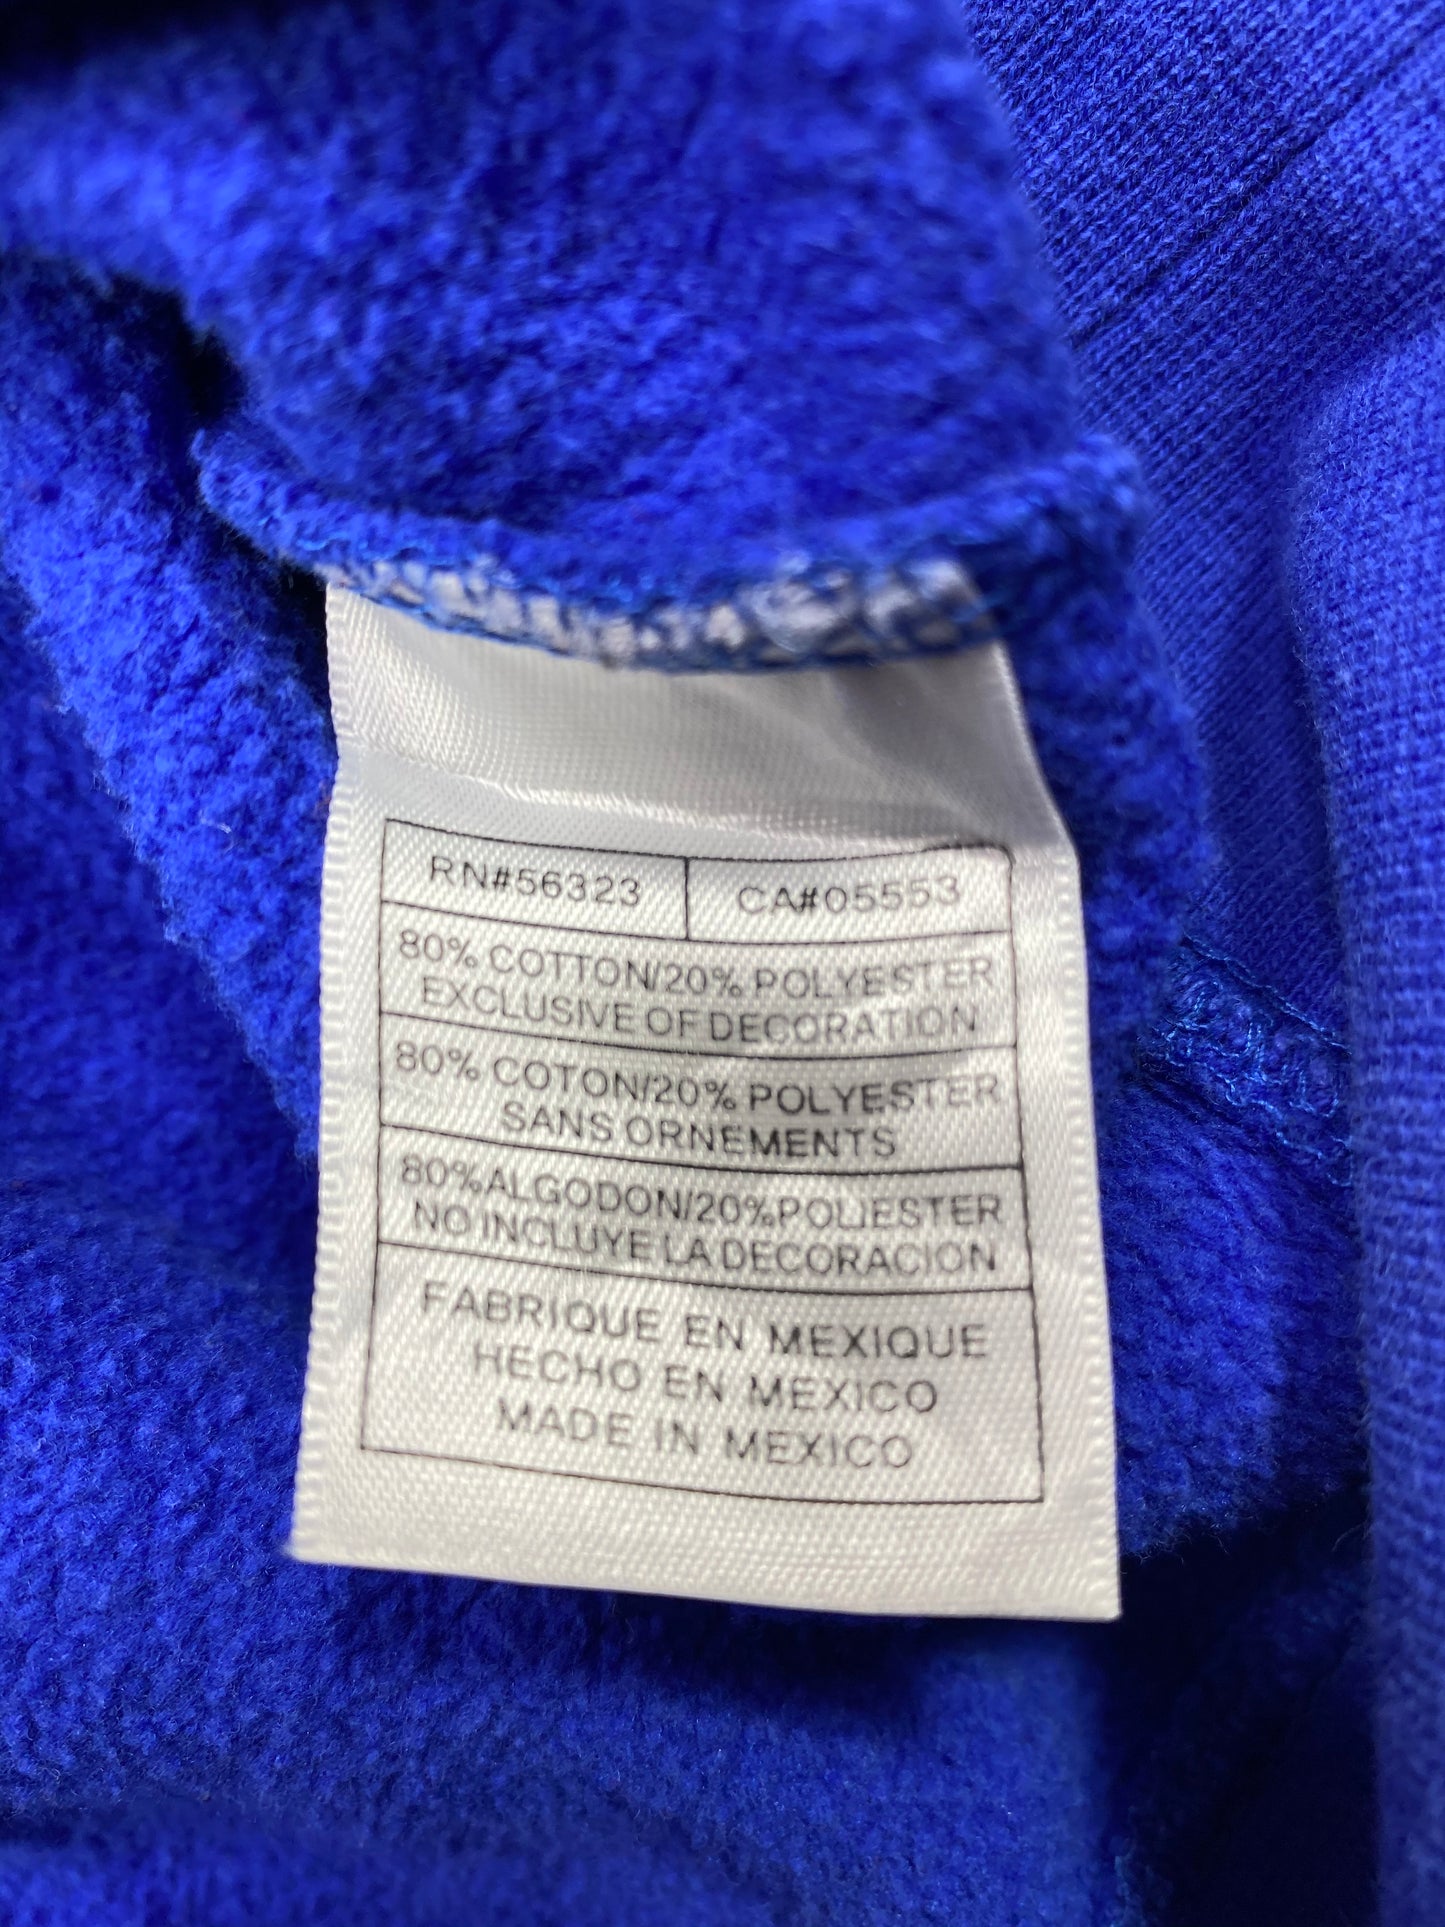 RN#56323 CA#05553
80% COTTON/20% POLYESTER
EXCLUSIVE OF DECORATION
80% COTON/20% POLYESTER
SANS ORNEMENTS
80%ALGODON/20%POLIESTER
NO INCLUYE LA DECORACION
FABRIQUE EN MEXIQUE
HECHO EN MEXICO
MADE IN MEXICO